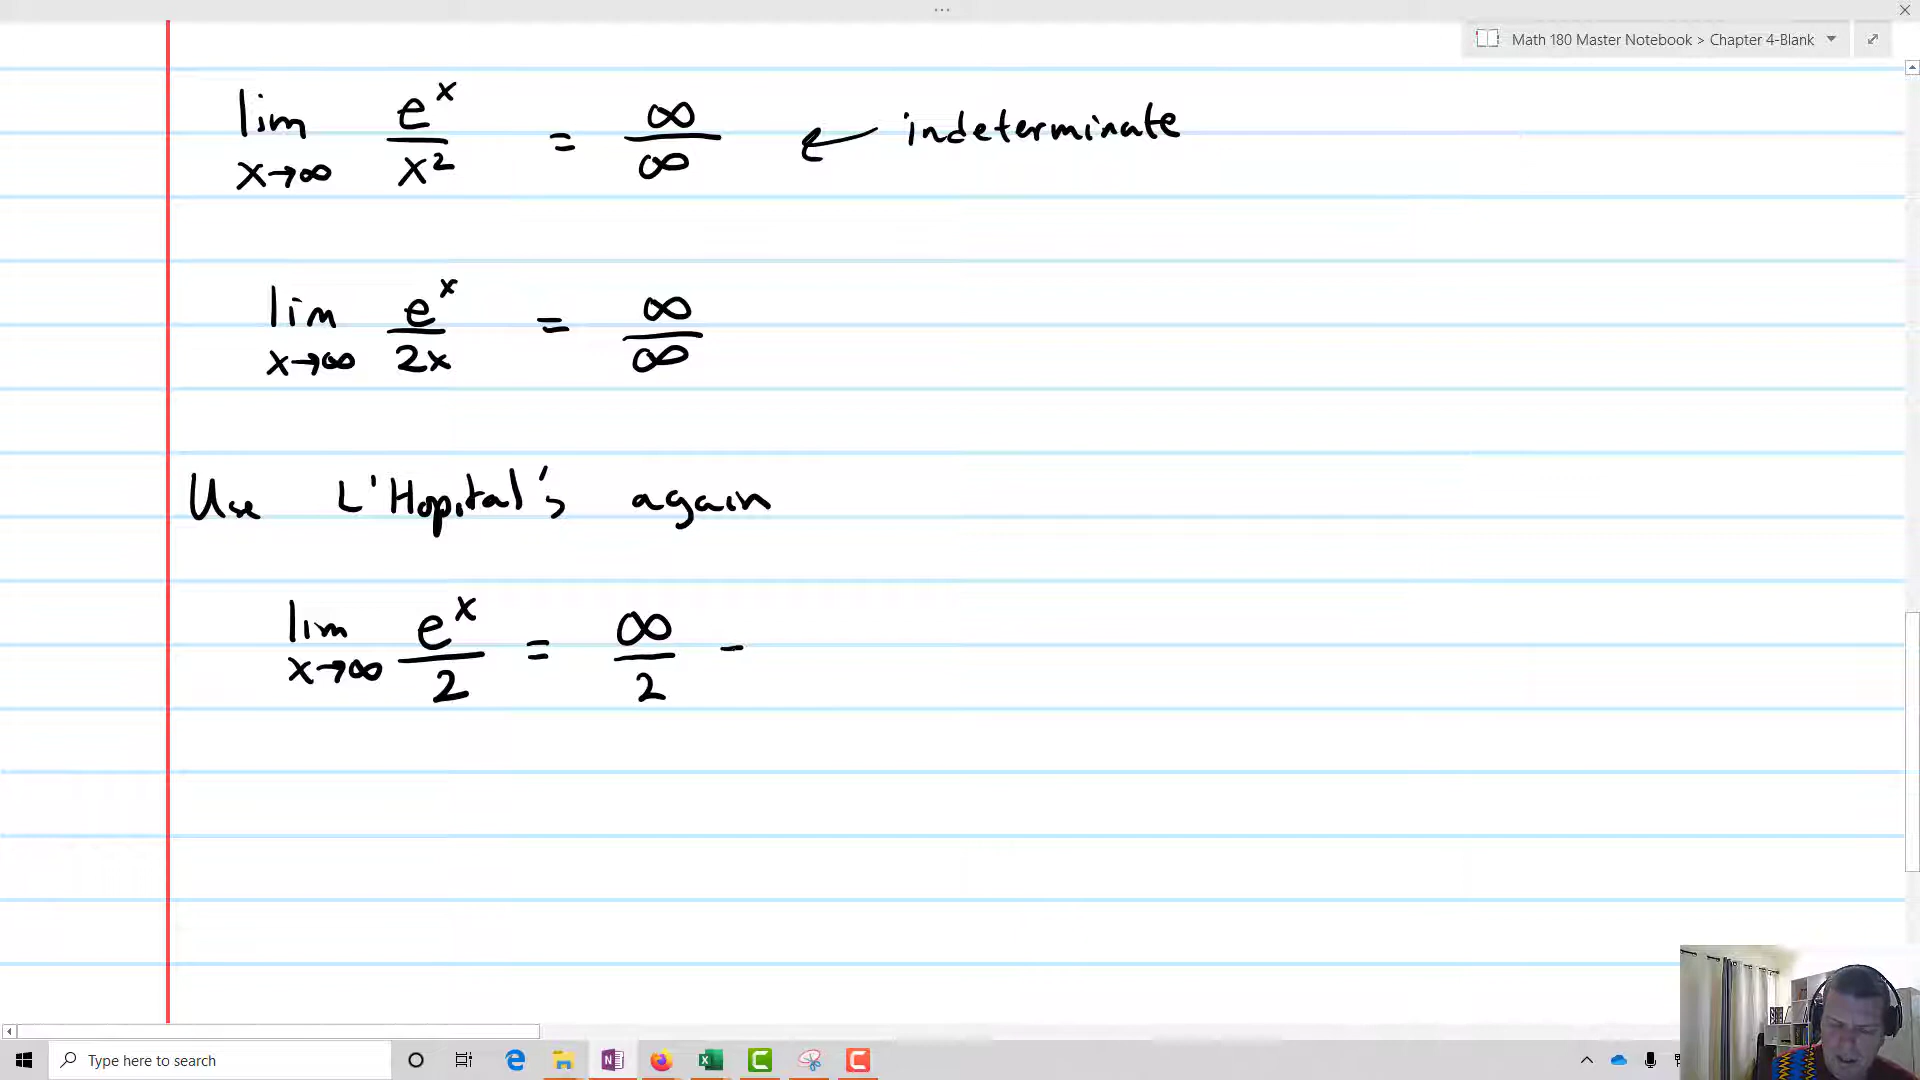 Math 180 Master Notebook > Chapter 4-Blank
lim x→∞ e^x / x^2 = ∞ / ∞ ← indeterminate
lim x→∞ e^x / 2x = ∞ / ∞
Use L'Hopital's again
lim x→∞ e^x / 2 = ∞ / 2 -
Type here to search